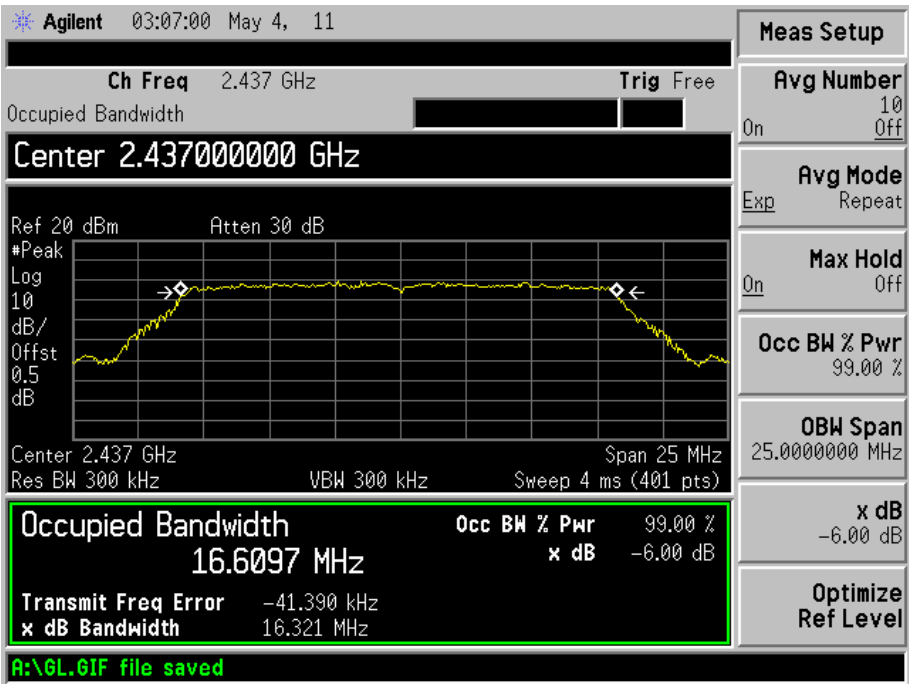 Agilent 03:07:00 May 4, 11
Ch Freq 2.437 GHz Trig Free
Occupied Bandwidth
Center 2.437000000 GHz
Ref 20 dBm Atten 30 dB
#Peak
Log
10
dB/
Offst
0.5
dB
Center 2.437 GHz Span 25 MHz
Res BW 300 kHz VBW 300 kHz Sweep 4 ms (401 pts)
Occupied Bandwidth Occ BW % Pwr 99.00 %
16.6097 MHz x dB -6.00 dB
Transmit Freq Error -41.390 kHz
x dB Bandwidth 16.321 MHz
A:\GL.GIF file saved
Meas Setup
Avg Number
10
On Off
Avg Mode
Exp Repeat
Max Hold
On Off
Occ BW % Pwr
99.00 %
OBW Span
25.0000000 MHz
x dB
-6.00 dB
Optimize
Ref Level